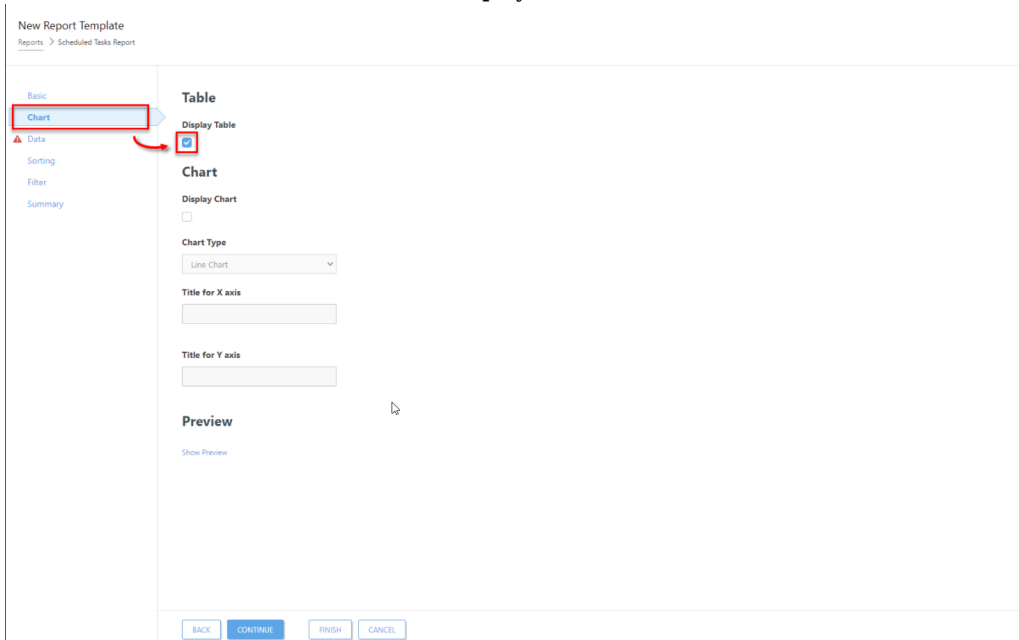 New Report Template
Reports > Scheduled Tasks Report
Basic
Chart
Data
Sorting
Filter
Summary
Table
Display Table
Chart
Display Chart
Chart Type
Line Chart
Title for X axis
Title for Y axis
Preview
Show Preview
BACK CONTINUE FINISH CANCEL